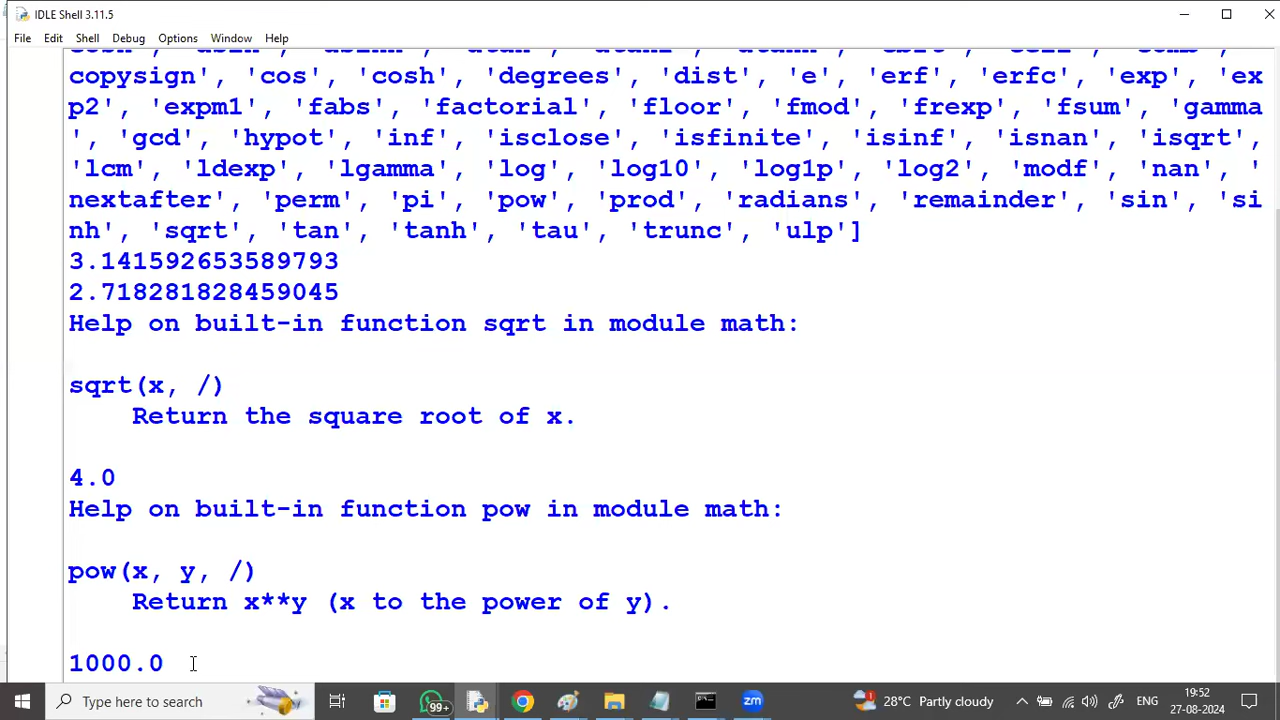 IDLE Shell 3.11.5
File Edit Shell Debug Options Window Help
copysign', 'cos', 'cosh', 'degrees', 'dist', 'e', 'erf', 'erfc', 'exp', 'ex
p2', 'expm1', 'fabs', 'factorial', 'floor', 'fmod', 'frexp', 'fsum', 'gamma
', 'gcd', 'hypot', 'inf', 'isclose', 'isfinite', 'isinf', 'isnan', 'isqrt',
'lcm', 'ldexp', 'lgamma', 'log', 'log10', 'log1p', 'log2', 'modf', 'nan', '
nextafter', 'perm', 'pi', 'pow', 'prod', 'radians', 'remainder', 'sin', 'si
nh', 'sqrt', 'tan', 'tanh', 'tau', 'trunc', 'ulp']
3.141592653589793
2.718281828459045
Help on built-in function sqrt in module math:
sqrt(x, /)
Return the square root of x.
4.0
Help on built-in function pow in module math:
pow(x, y, /)
Return x**y (x to the power of y).
1000.0
Type here to search
99+
zm
1
28°C Partly cloudy
ENG
19:52
27-08-2024